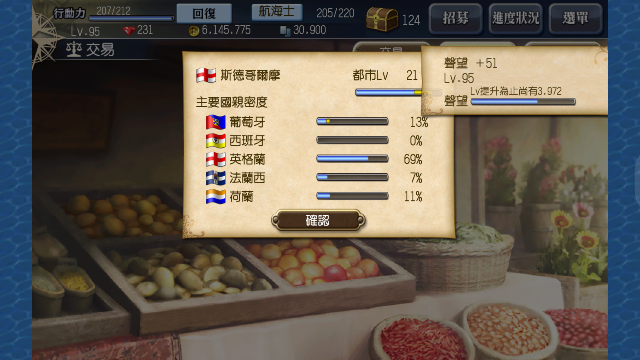 行動力 207/212 回復 航海士 205/220 124 招募 進度狀況 選單
Lv.95 231 6,145.775 30.900
交易
聲望 +51
Lv.95
Lv提升為止尚有3.972
聲望
斯德哥爾摩 都市Lv 21
主要國親密度
葡萄牙 13%
西班牙 0%
英格蘭 69%
法蘭西 7%
荷蘭 11%
確認